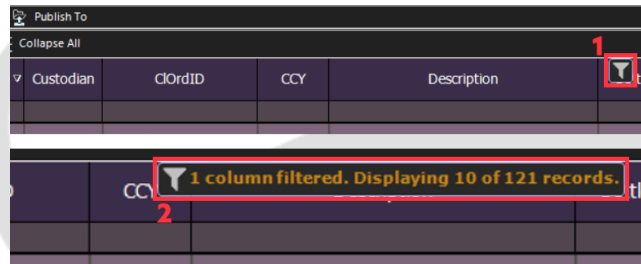 Publish To
Collapse All
1
Custodian ClOrdID CCY Description
CCY 1 column filtered. Displaying 10 of 121 records.
2